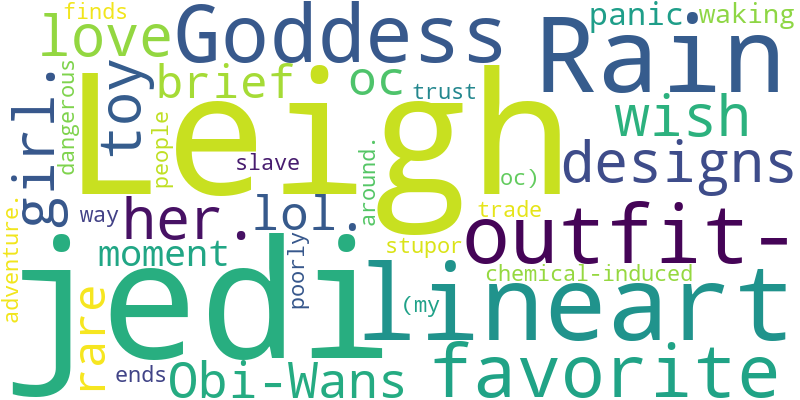 finds
love
Goddess
Rain
panic
waking
girl.
toy
brief
oc
trust
wish
dangerous
people
Leigh
slave
oc)
designs
around.
way
her.
lol.
trade
outfit-
adventure.
moment
poorly
stupor
chemical-induced
jedi
lineart
(my
rare
ends
Obi-Wans
favorite